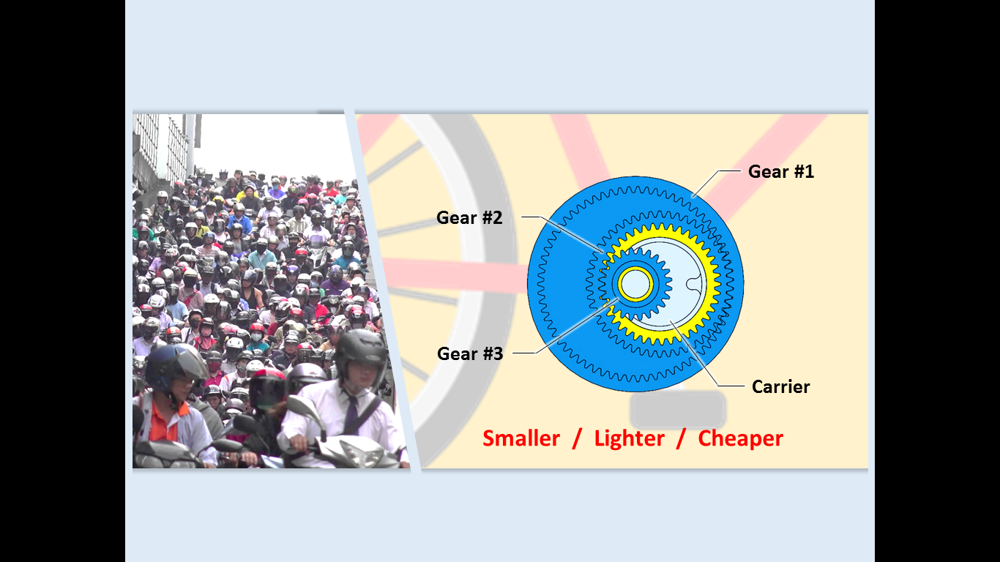 Gear #1
Gear #2
Gear #3
Carrier
Smaller / Lighter / Cheaper